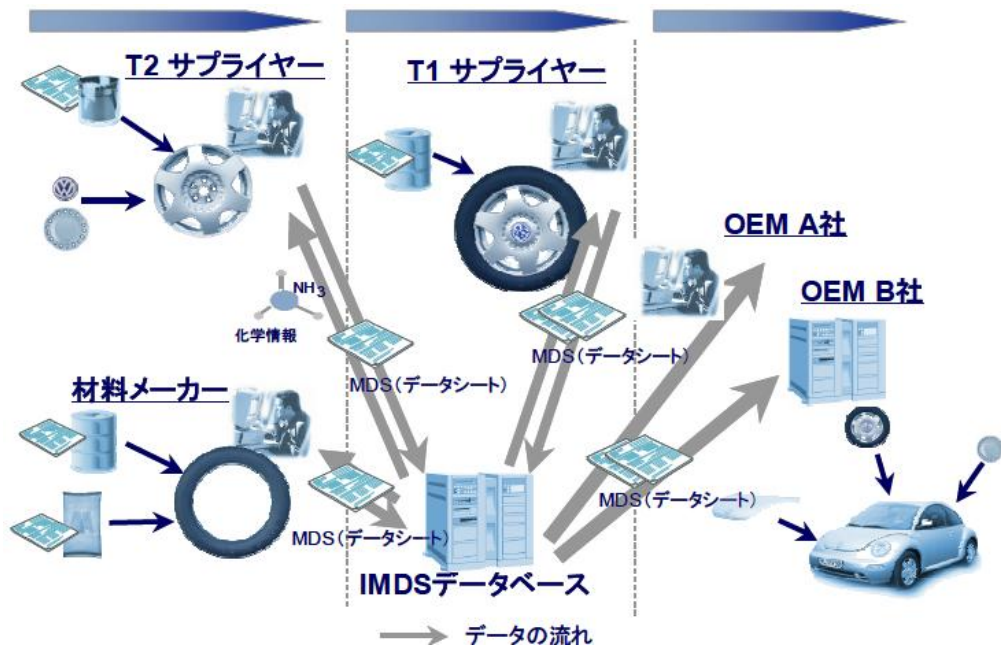 T2 サプライヤー
T1 サプライヤー
OEM A社
OEM B社
NH3
化学情報
MDS(データシート)
MDS(データシート)
材料メーカー
MDS(データシート)
MDS(データシート)
IMDSデータベース
データの流れ